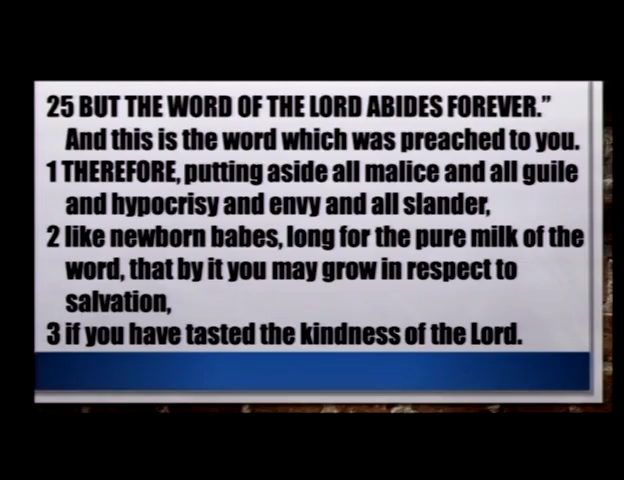 25 BUT THE WORD OF THE LORD ABIDES FOREVER.”
And this is the word which was preached to you.
1 THEREFORE, putting aside all malice and all guile
and hypocrisy and envy and all slander,
2 like newborn babes, long for the pure milk of the
word, that by it you may grow in respect to
salvation,
3 if you have tasted the kindness of the Lord.